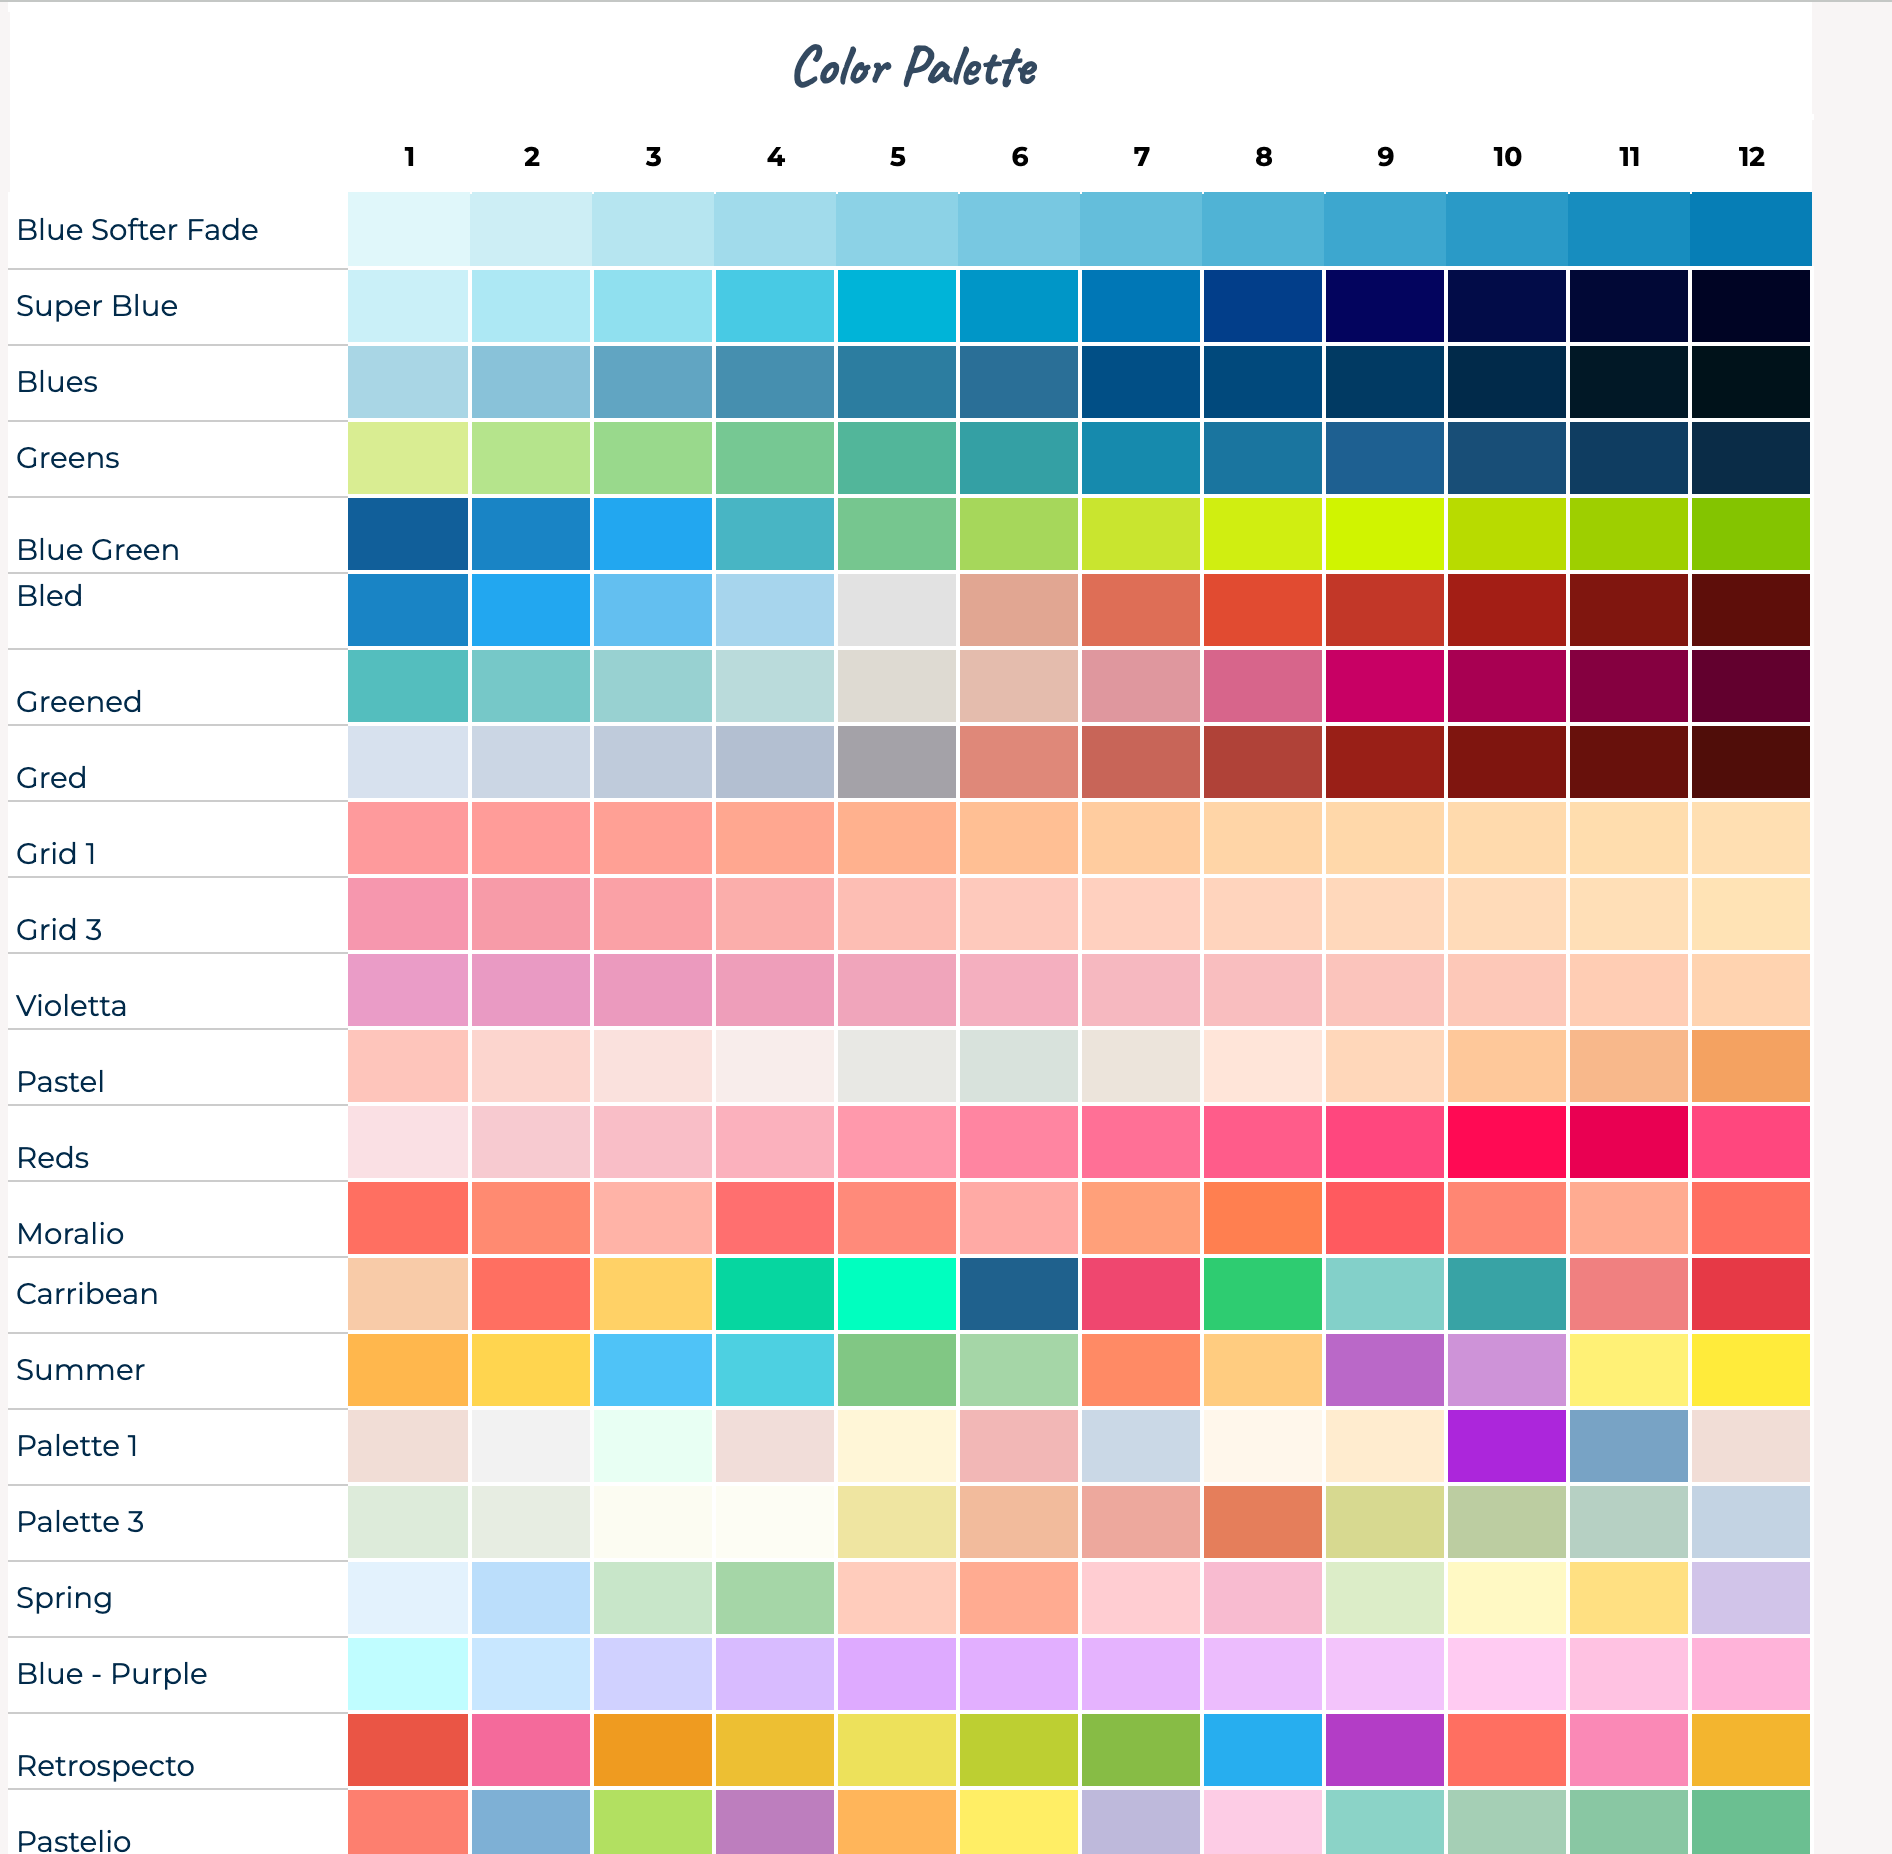 Color Palette
1 2 3 4 5 6 7 8 9 10 11 12
Blue Softer Fade
Super Blue
Blues
Greens
Blue Green
Bled
Greened
Gred
Grid 1
Grid 3
Violetta
Pastel
Reds
Moralio
Carribean
Summer
Palette 1
Palette 3
Spring
Blue - Purple
Retrospecto
Pastelio